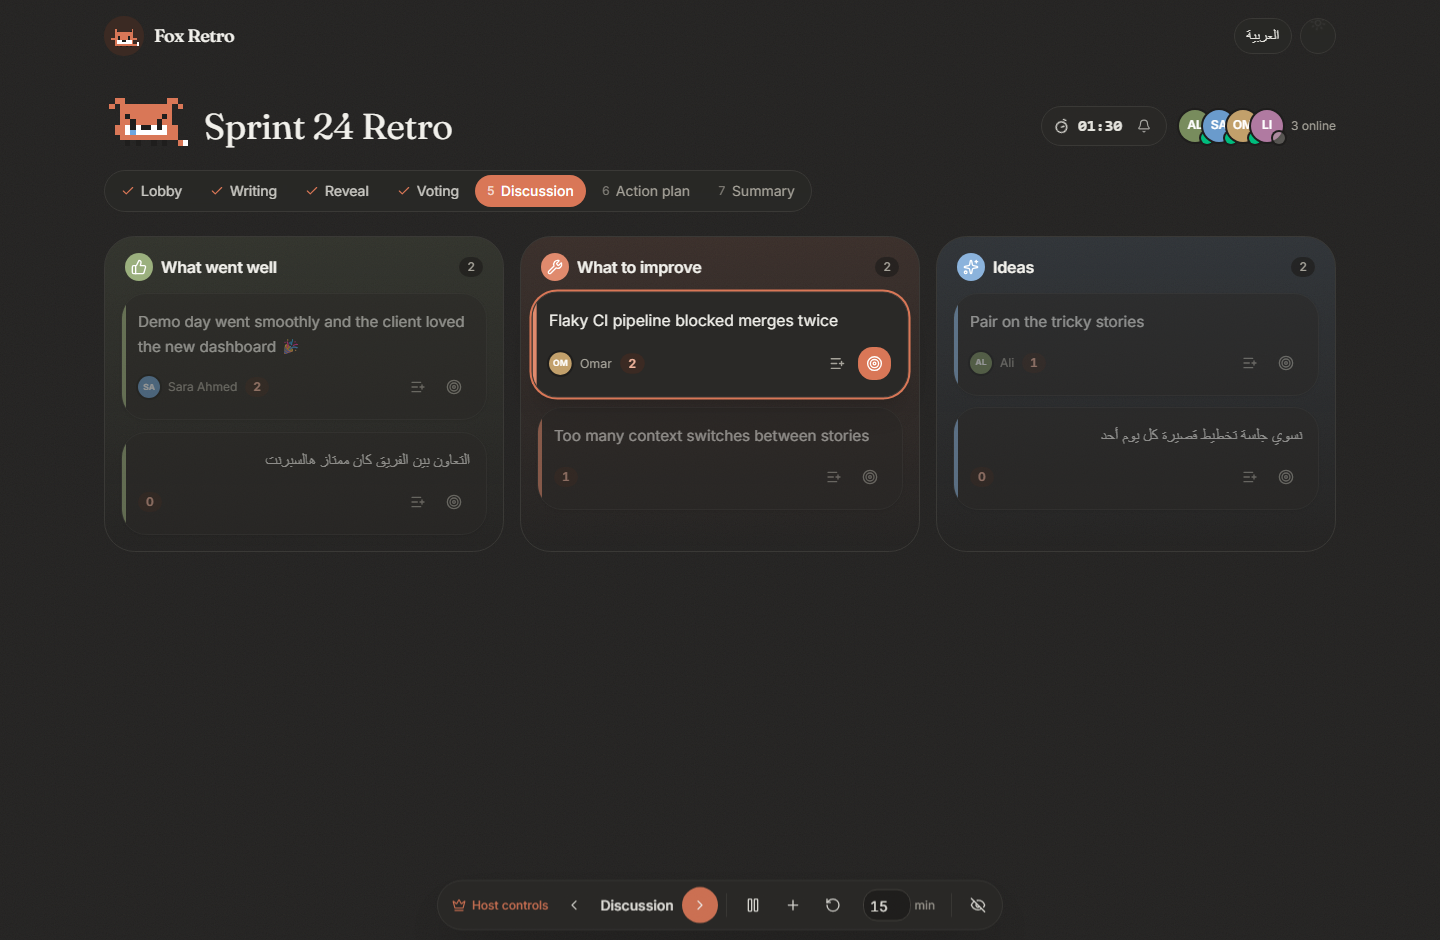 Fox Retro
العربية
Sprint 24 Retro
01:30
AL
SA
OM
LI
3 online
Lobby
Writing
Reveal
Voting
5 Discussion
6 Action plan
7 Summary
What went well
2
Demo day went smoothly and the client loved
the new dashboard 🎉
SA Sara Ahmed 2
التعاون بين الفريق كان ممتاز هالسبرنت
0
What to improve
2
Flaky CI pipeline blocked merges twice
OM Omar 2
Too many context switches between stories
1
Ideas
2
Pair on the tricky stories
AL Ali 1
نسوي جلسة تخطيط قصيرة كل يوم أحد
0
Host controls
Discussion
15 min